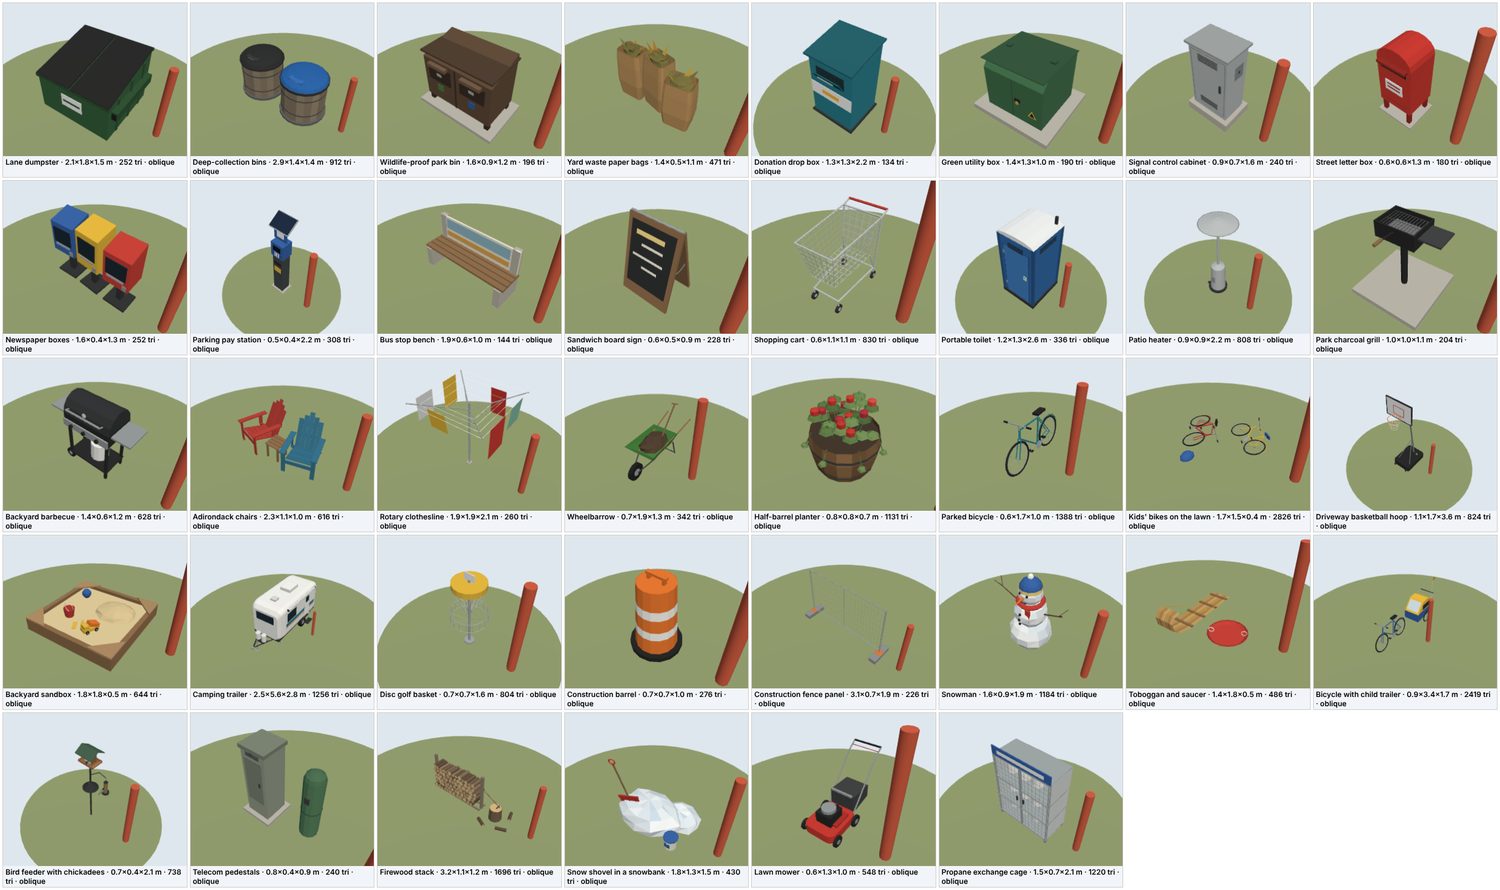 Lane dumpster · 2.1×1.8×1.5 m · 252 tri · oblique
Deep-collection bins · 2.9×1.4×1.4 m · 912 tri ·
oblique
Wildlife-proof park bin · 1.6×0.9×1.2 m · 196 tri ·
oblique
Yard waste paper bags · 1.4×0.5×1.1 m · 471 tri ·
oblique
Donation drop box · 1.3×1.3×2.2 m · 134 tri ·
oblique
Green utility box · 1.4×1.3×1.0 m · 190 tri · oblique
Signal control cabinet · 0.9×0.7×1.6 m · 240 tri ·
oblique
Street letter box · 0.6×0.6×1.3 m · 180 tri · oblique
Newspaper boxes · 1.6×0.4×1.3 m · 252 tri ·
oblique
Parking pay station · 0.5×0.4×2.2 m · 308 tri ·
oblique
Bus stop bench · 1.9×0.6×1.0 m · 144 tri · oblique
Sandwich board sign · 0.6×0.5×0.9 m · 228 tri ·
oblique
Shopping cart · 0.6×1.1×1.1 m · 830 tri · oblique
Portable toilet · 1.2×1.3×2.6 m · 336 tri · oblique
Patio heater · 0.9×0.9×2.2 m · 808 tri · oblique
Park charcoal grill · 1.0×1.0×1.1 m · 204 tri ·
oblique
Backyard barbecue · 1.4×0.6×1.2 m · 628 tri ·
oblique
Adirondack chairs · 2.3×1.1×1.0 m · 616 tri ·
oblique
Rotary clothesline · 1.9×1.9×2.1 m · 260 tri ·
oblique
Wheelbarrow · 0.7×1.9×1.3 m · 342 tri · oblique
Half-barrel planter · 0.8×0.8×0.7 m · 1131 tri ·
oblique
Parked bicycle · 0.6×1.7×1.0 m · 1388 tri · oblique
Kids' bikes on the lawn · 1.7×1.5×0.4 m · 2826 tri ·
oblique
Driveway basketball hoop · 1.1×1.7×3.6 m · 824 tri
· oblique
Backyard sandbox · 1.8×1.8×0.5 m · 644 tri ·
oblique
Camping trailer · 2.5×5.6×2.8 m · 1256 tri · oblique
Disc golf basket · 0.7×0.7×1.6 m · 804 tri · oblique
Construction barrel · 0.7×0.7×1.0 m · 276 tri ·
oblique
Construction fence panel · 3.1×0.7×1.9 m · 226 tri
· oblique
Snowman · 1.6×0.9×1.9 m · 1184 tri · oblique
Toboggan and saucer · 1.4×1.8×0.5 m · 486 tri ·
oblique
Bicycle with child trailer · 0.9×3.4×1.7 m · 2419 tri
· oblique
Bird feeder with chickadees · 0.7×0.4×2.1 m · 738
tri · oblique
Telecom pedestals · 0.8×0.4×0.9 m · 240 tri ·
oblique
Firewood stack · 3.2×1.1×1.2 m · 1696 tri · oblique
Snow shovel in a snowbank · 1.8×1.3×1.5 m · 430
tri · oblique
Lawn mower · 0.6×1.3×1.0 m · 548 tri · oblique
Propane exchange cage · 1.5×0.7×2.1 m · 1220 tri ·
oblique